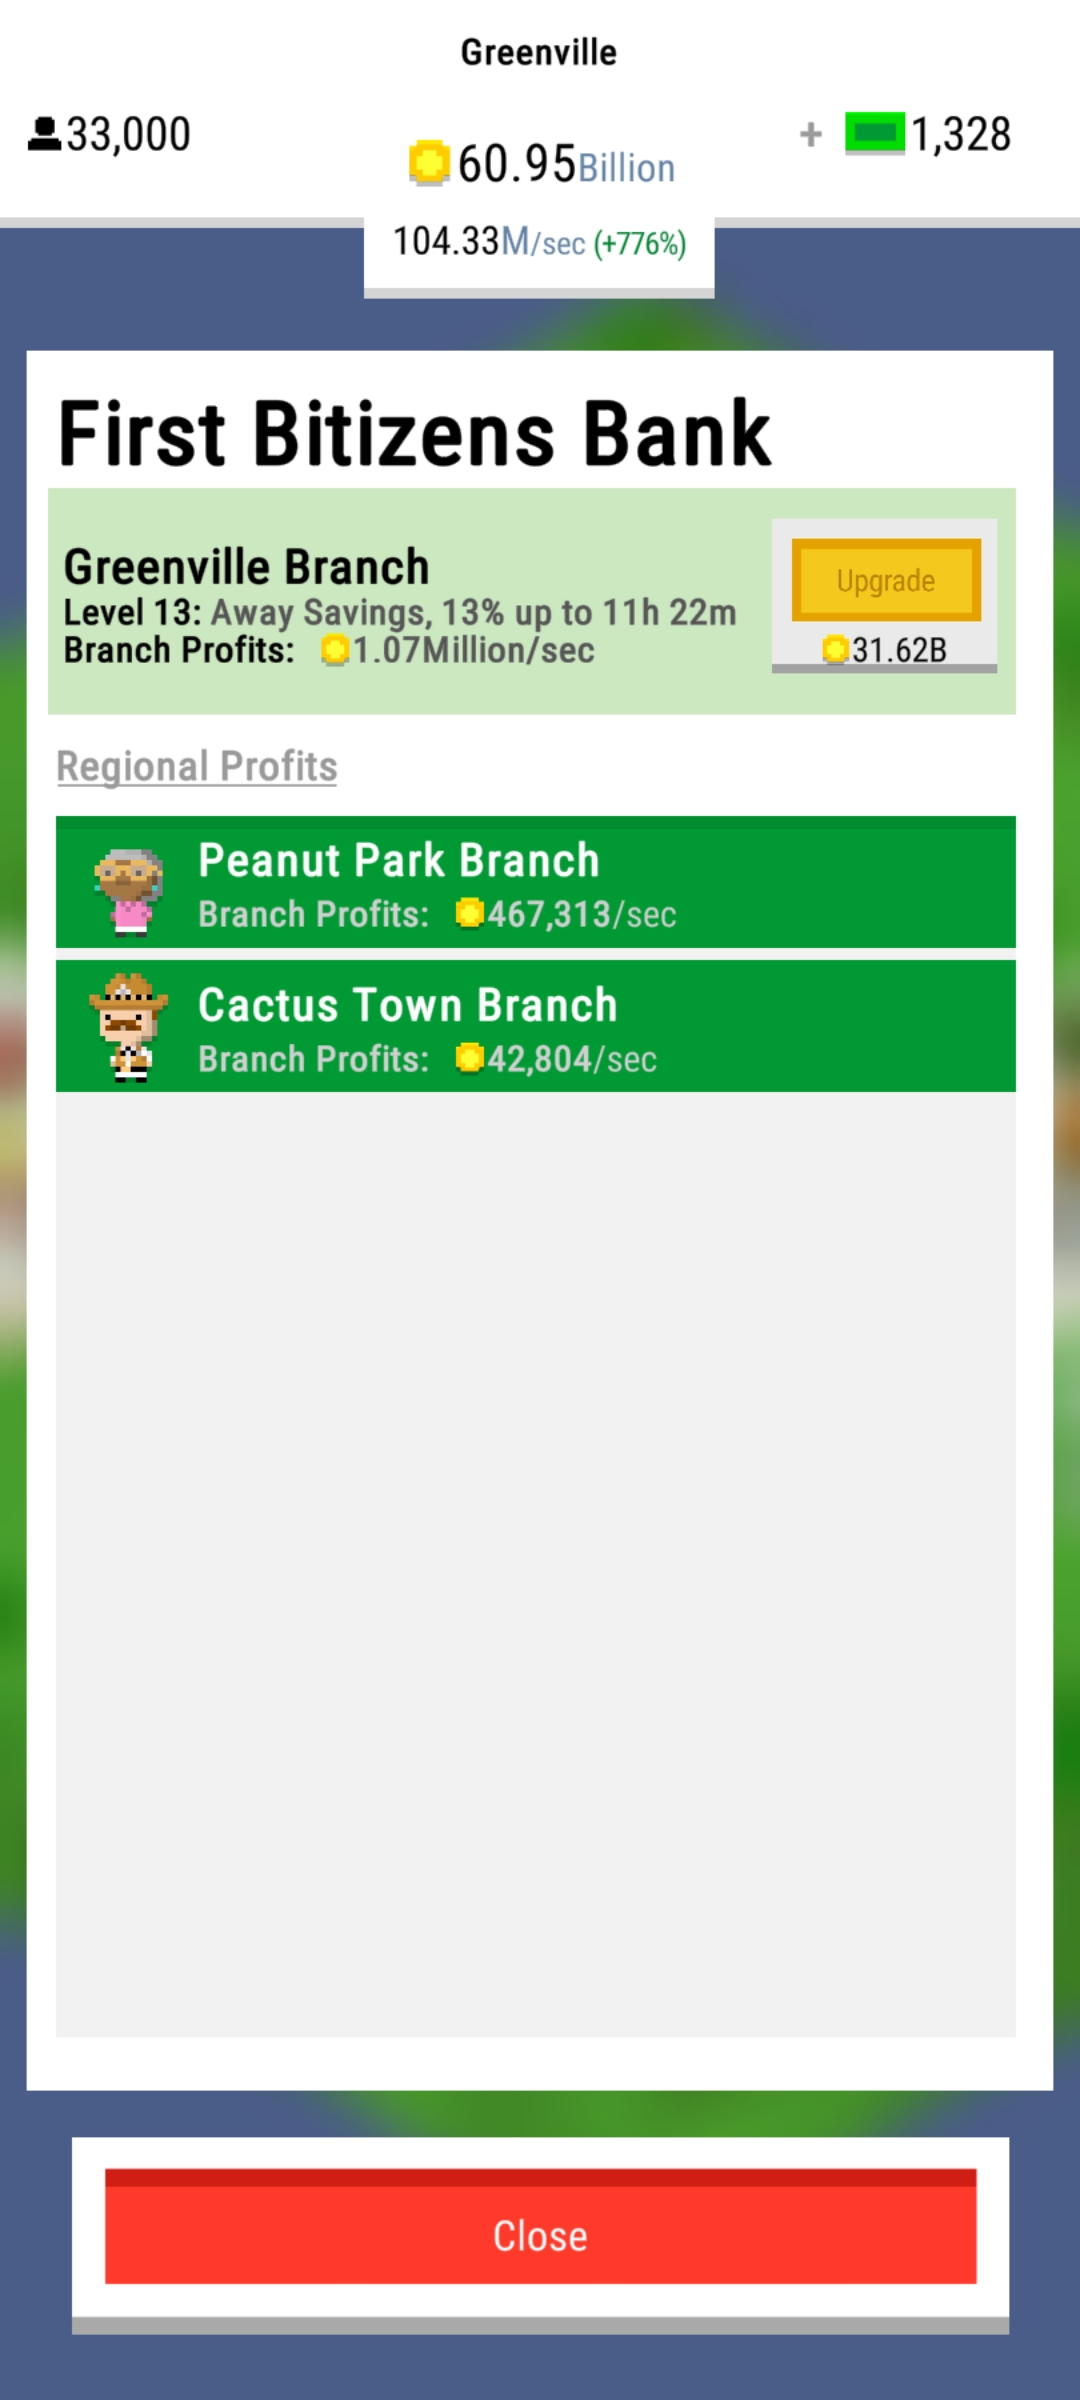 Greenville
33,000
60.95Billion
+ 1,328
104.33M/sec (+776%)
First Bitizens Bank
Greenville Branch
Level 13: Away Savings, 13% up to 11h 22m
Branch Profits: 1.07Million/sec
Upgrade
31.62B
Regional Profits
Peanut Park Branch
Branch Profits: 467,313/sec
Cactus Town Branch
Branch Profits: 42,804/sec
Close